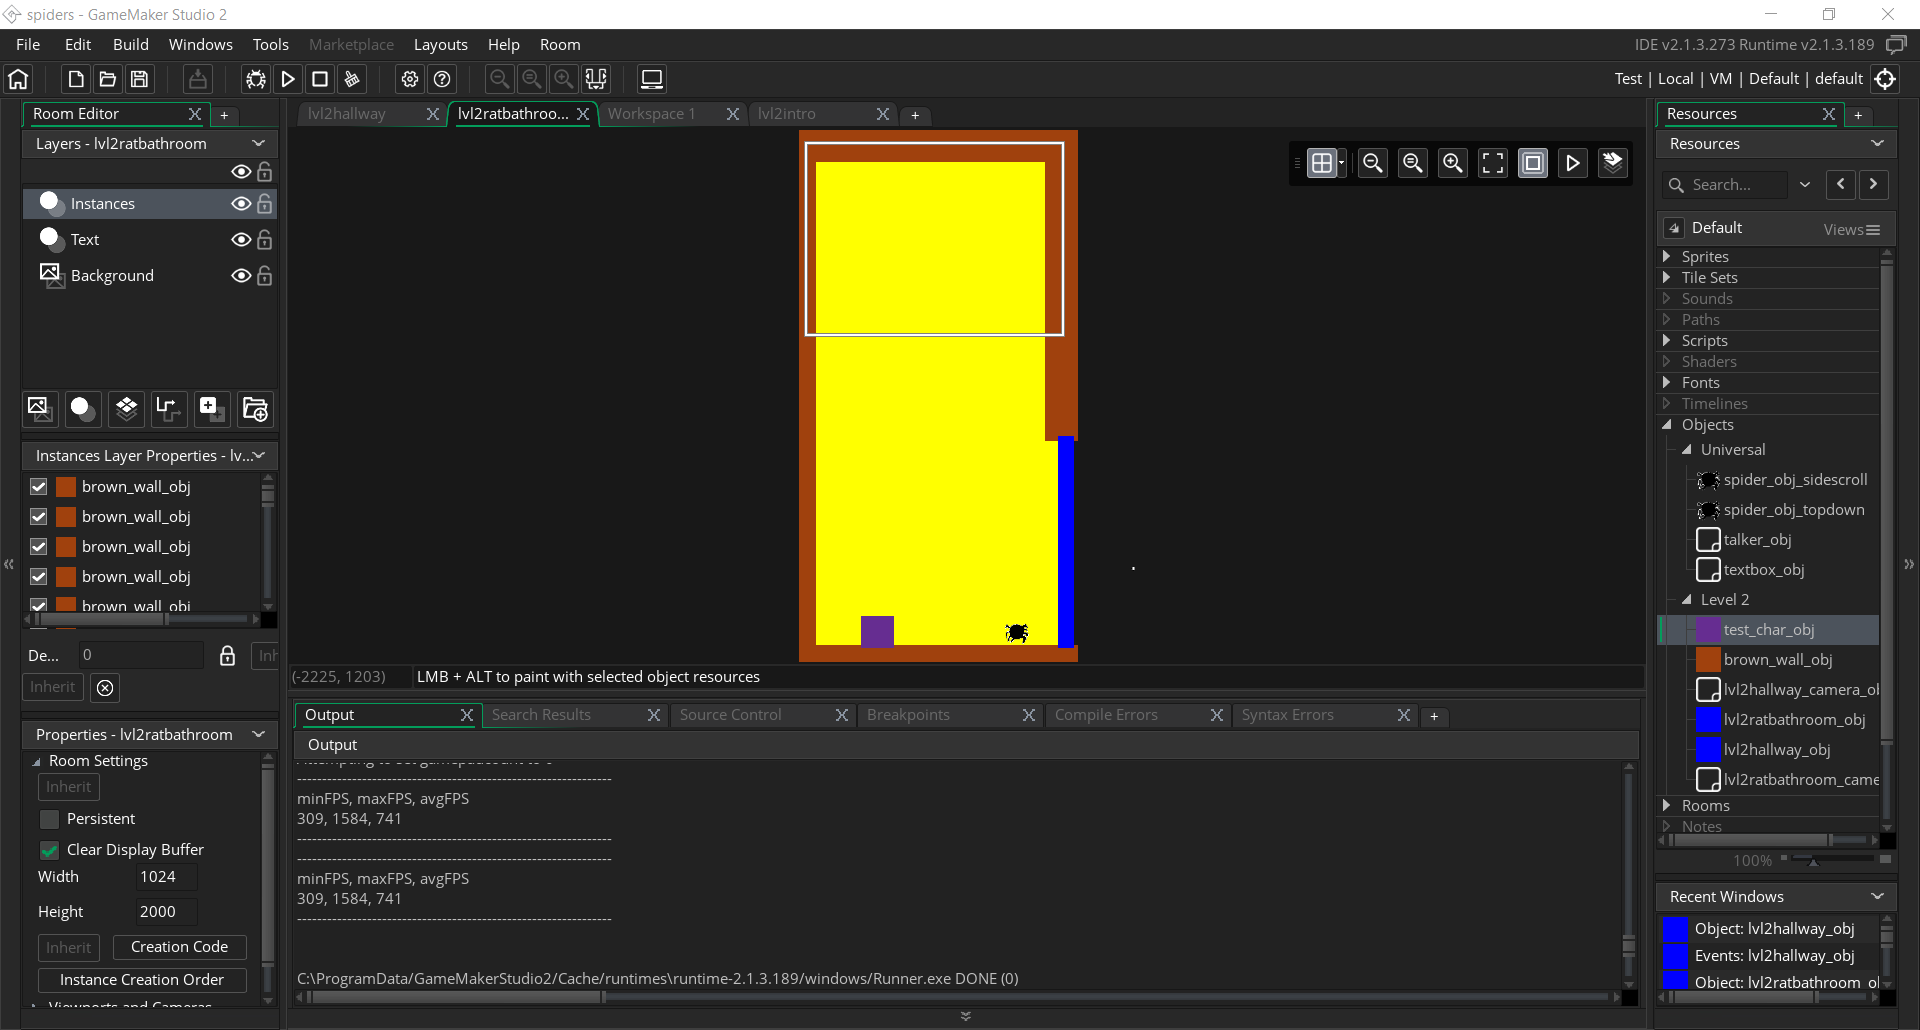 spiders - GameMaker Studio 2
File Edit Build Windows Tools Marketplace Layouts Help Room
IDE v2.1.3.273 Runtime v2.1.3.189
Test | Local | VM | Default | default
Room Editor
Layers - lvl2ratbathroom
Instances
Text
Background
Instances Layer Properties - lv...
brown_wall_obj
brown_wall_obj
brown_wall_obj
brown_wall_obj
brown_wall_obj
De... 0 Inh
Inherit
Properties - lvl2ratbathroom
Room Settings
Inherit
Persistent
Clear Display Buffer
Width 1024
Height 2000
Inherit Creation Code
Instance Creation Order
Viewports and Cameras
lvl2hallway lvl2ratbathroo... Workspace 1 lvl2intro
(-2225, 1203) LMB + ALT to paint with selected object resources
Output Search Results Source Control Breakpoints Compile Errors Syntax Errors
Output
Attempting to set gamepadcount to 0
---------------------------------------------------------------
minFPS, maxFPS, avgFPS
309, 1584, 741
---------------------------------------------------------------
---------------------------------------------------------------
minFPS, maxFPS, avgFPS
309, 1584, 741
---------------------------------------------------------------
C:\ProgramData/GameMakerStudio2/Cache/runtimes\runtime-2.1.3.189/windows/Runner.exe DONE (0)
Resources
Resources
Search...
Default Views
Sprites
Tile Sets
Sounds
Paths
Scripts
Shaders
Fonts
Timelines
Objects
Universal
spider_obj_sidescroll
spider_obj_topdown
talker_obj
textbox_obj
Level 2
test_char_obj
brown_wall_obj
lvl2hallway_camera_ob
lvl2ratbathroom_obj
lvl2hallway_obj
lvl2ratbathroom_came
Rooms
Notes
100%
Recent Windows
Object: lvl2hallway_obj
Events: lvl2hallway_obj
Object: lvl2ratbathroom_ol